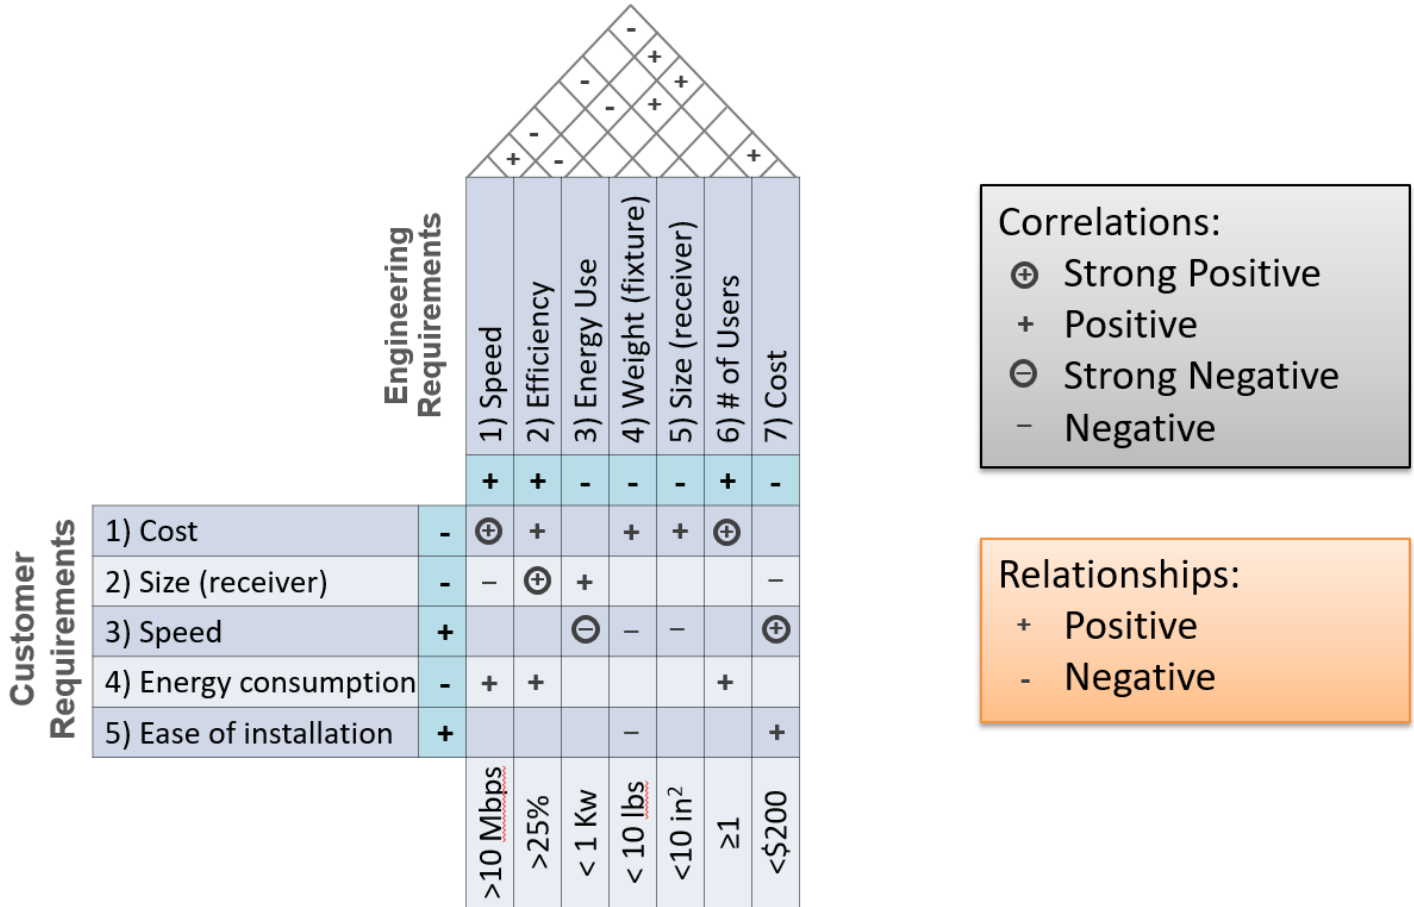 -
+
- +
- +
-
+ - +
Engineering
Requirements
1) Speed
2) Efficiency
3) Energy Use
4) Weight (fixture)
5) Size (receiver)
6) # of Users
7) Cost
+ + - - - + -
Customer
Requirements
1) Cost - ⊕ + + + ⊕
2) Size (receiver) - – ⊕ + –
3) Speed + ⊖ – – ⊕
4) Energy consumption - + + +
5) Ease of installation + – +
>10 Mbps
>25%
< 1 Kw
< 10 lbs
<10 in²
≥1
<$200
Correlations:
⊕ Strong Positive
+ Positive
⊖ Strong Negative
– Negative
Relationships:
+ Positive
- Negative